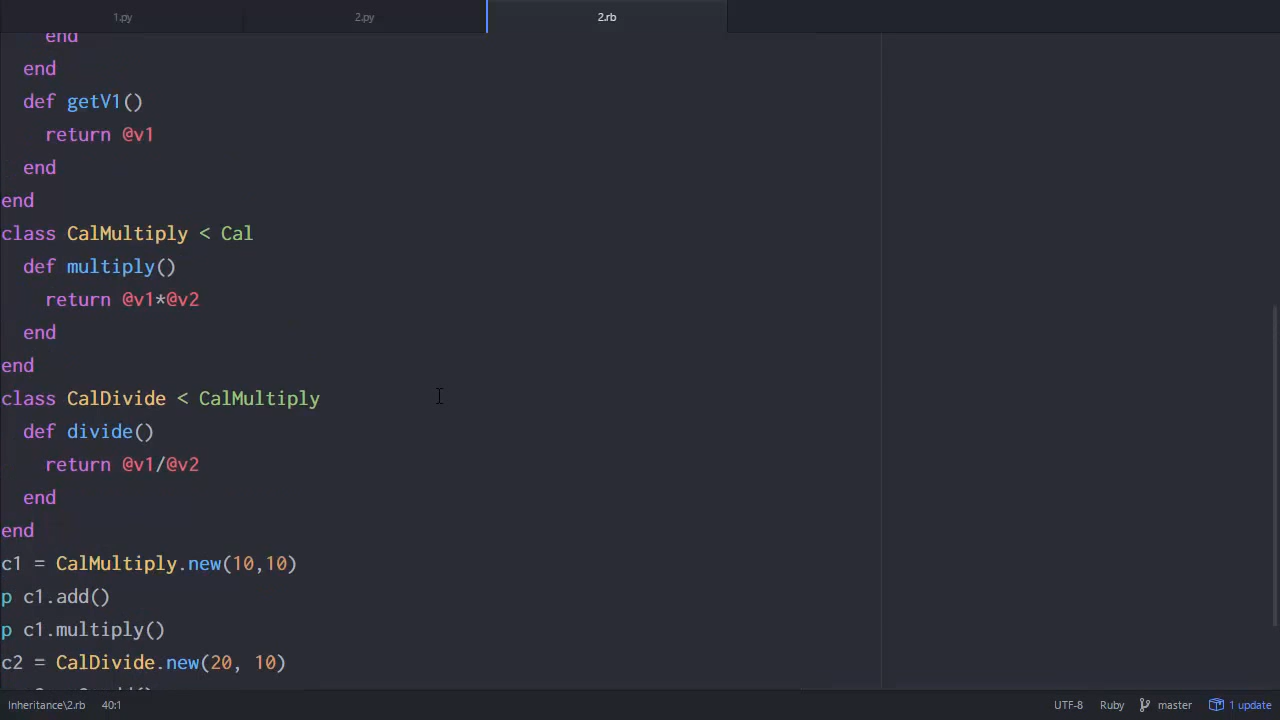 1.py 2.py 2.rb
    end
  end
  def getV1()
    return @v1
  end
end
class CalMultiply < Cal
  def multiply()
    return @v1*@v2
  end
end
class CalDivide < CalMultiply
  def divide()
    return @v1/@v2
  end
end
c1 = CalMultiply.new(10,10)
p c1.add()
p c1.multiply()
c2 = CalDivide.new(20, 10)
Inheritance\2.rb 40:1 UTF-8 Ruby master 1 update